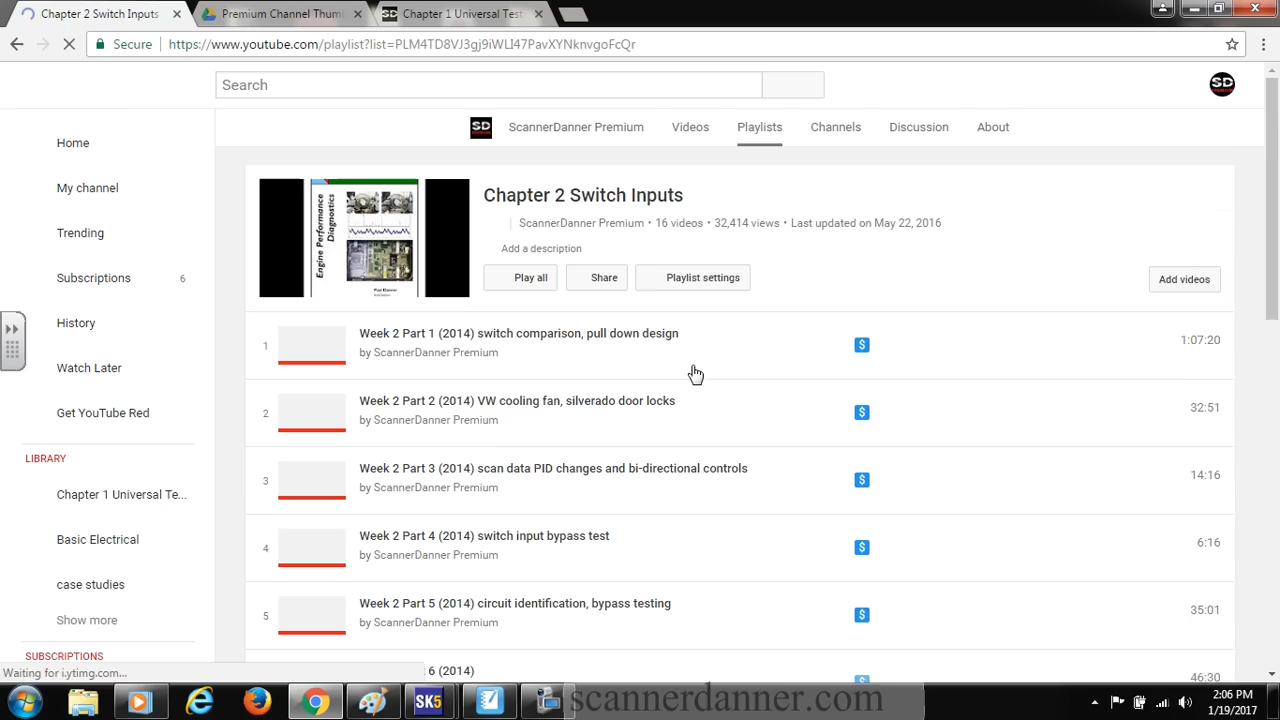 Chapter 2 Switch Inputs
Premium Channel Thumb
SD Chapter 1 Universal Test
Secure https://www.youtube.com/playlist?list=PLM4TD8VJ3gj9iWLI47PavXYNknvgoFcQr
Search
SD
Home
My channel
Trending
Subscriptions 6
History
Watch Later
Get YouTube Red
LIBRARY
Chapter 1 Universal Te...
Basic Electrical
case studies
Show more
SUBSCRIPTIONS
SD ScannerDanner Premium Videos Playlists Channels Discussion About
Engine Performance Diagnostics
Chapter 2 Switch Inputs
ScannerDanner Premium • 16 videos • 32,414 views • Last updated on May 22, 2016
Add a description
Play all Share Playlist settings Add videos
1 Week 2 Part 1 (2014) switch comparison, pull down design $ 1:07:20
by ScannerDanner Premium
2 Week 2 Part 2 (2014) VW cooling fan, silverado door locks $ 32:51
by ScannerDanner Premium
3 Week 2 Part 3 (2014) scan data PID changes and bi-directional controls $ 14:16
by ScannerDanner Premium
4 Week 2 Part 4 (2014) switch input bypass test $ 6:16
by ScannerDanner Premium
5 Week 2 Part 5 (2014) circuit identification, bypass testing $ 35:01
by ScannerDanner Premium
6 (2014) $ 46:30
Waiting for i.ytimg.com...
SK5
scannerdanner.com
2:06 PM
1/19/2017